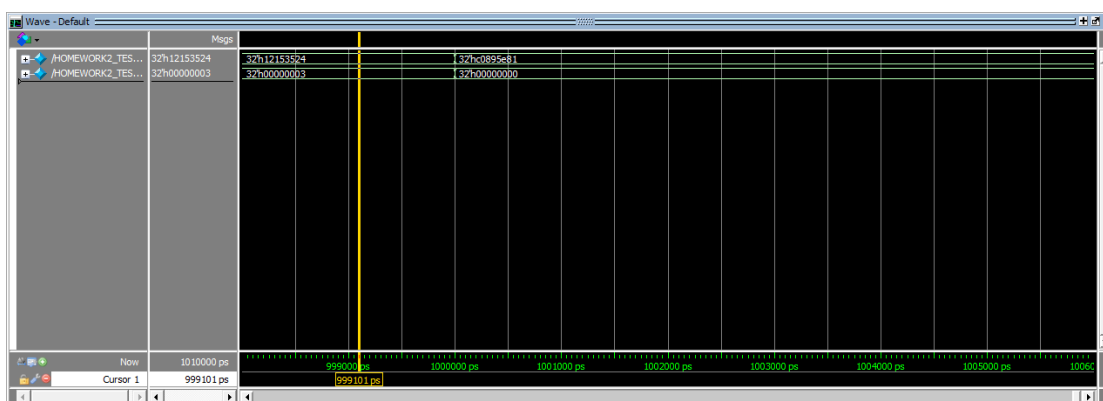 Wave - Default
Msgs
/HOMEWORK2_TES... 32'h12153524 32'h12153524 32'hc0895e81
/HOMEWORK2_TES... 32'h00000003 32'h00000003 32'h00000000
Now 1010000 ps 999000 ps 1000000 ps 1001000 ps 1002000 ps 1003000 ps 1004000 ps 1005000 ps
Cursor 1 999101 ps 999101 ps